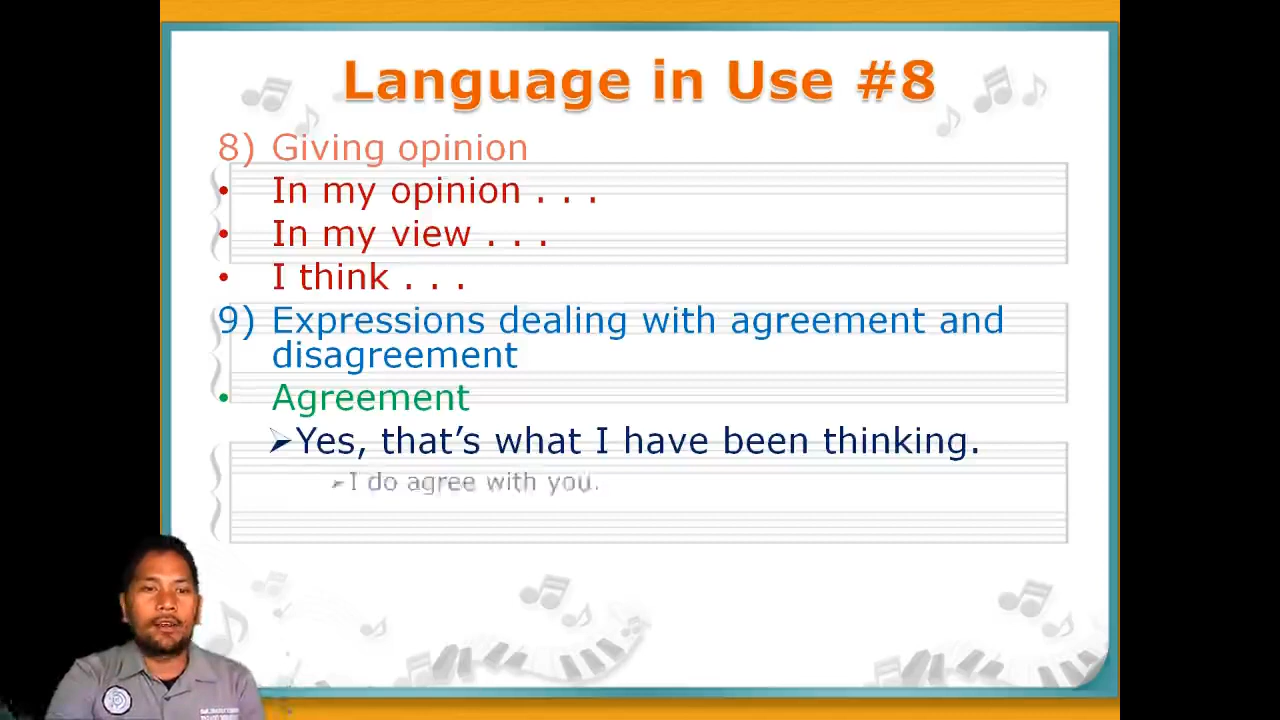 Language in Use #8
8) Giving opinion
• In my opinion . . .
• In my view . . .
• I think . . .
9) Expressions dealing with agreement and
disagreement
• Agreement
➢Yes, that’s what I have been thinking.
➢I do agree with you.